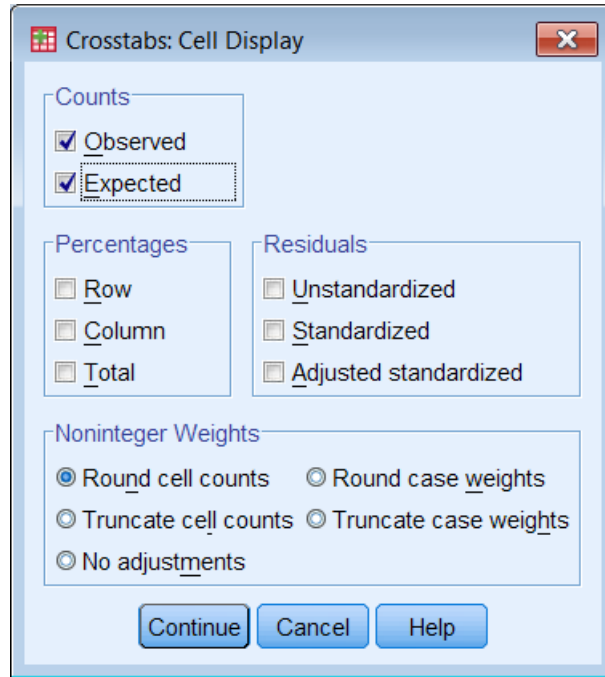 Crosstabs: Cell Display
Counts
Observed
Expected
Percentages
Row
Column
Total
Residuals
Unstandardized
Standardized
Adjusted standardized
Noninteger Weights
Round cell counts Round case weights
Truncate cell counts Truncate case weights
No adjustments
Continue Cancel Help